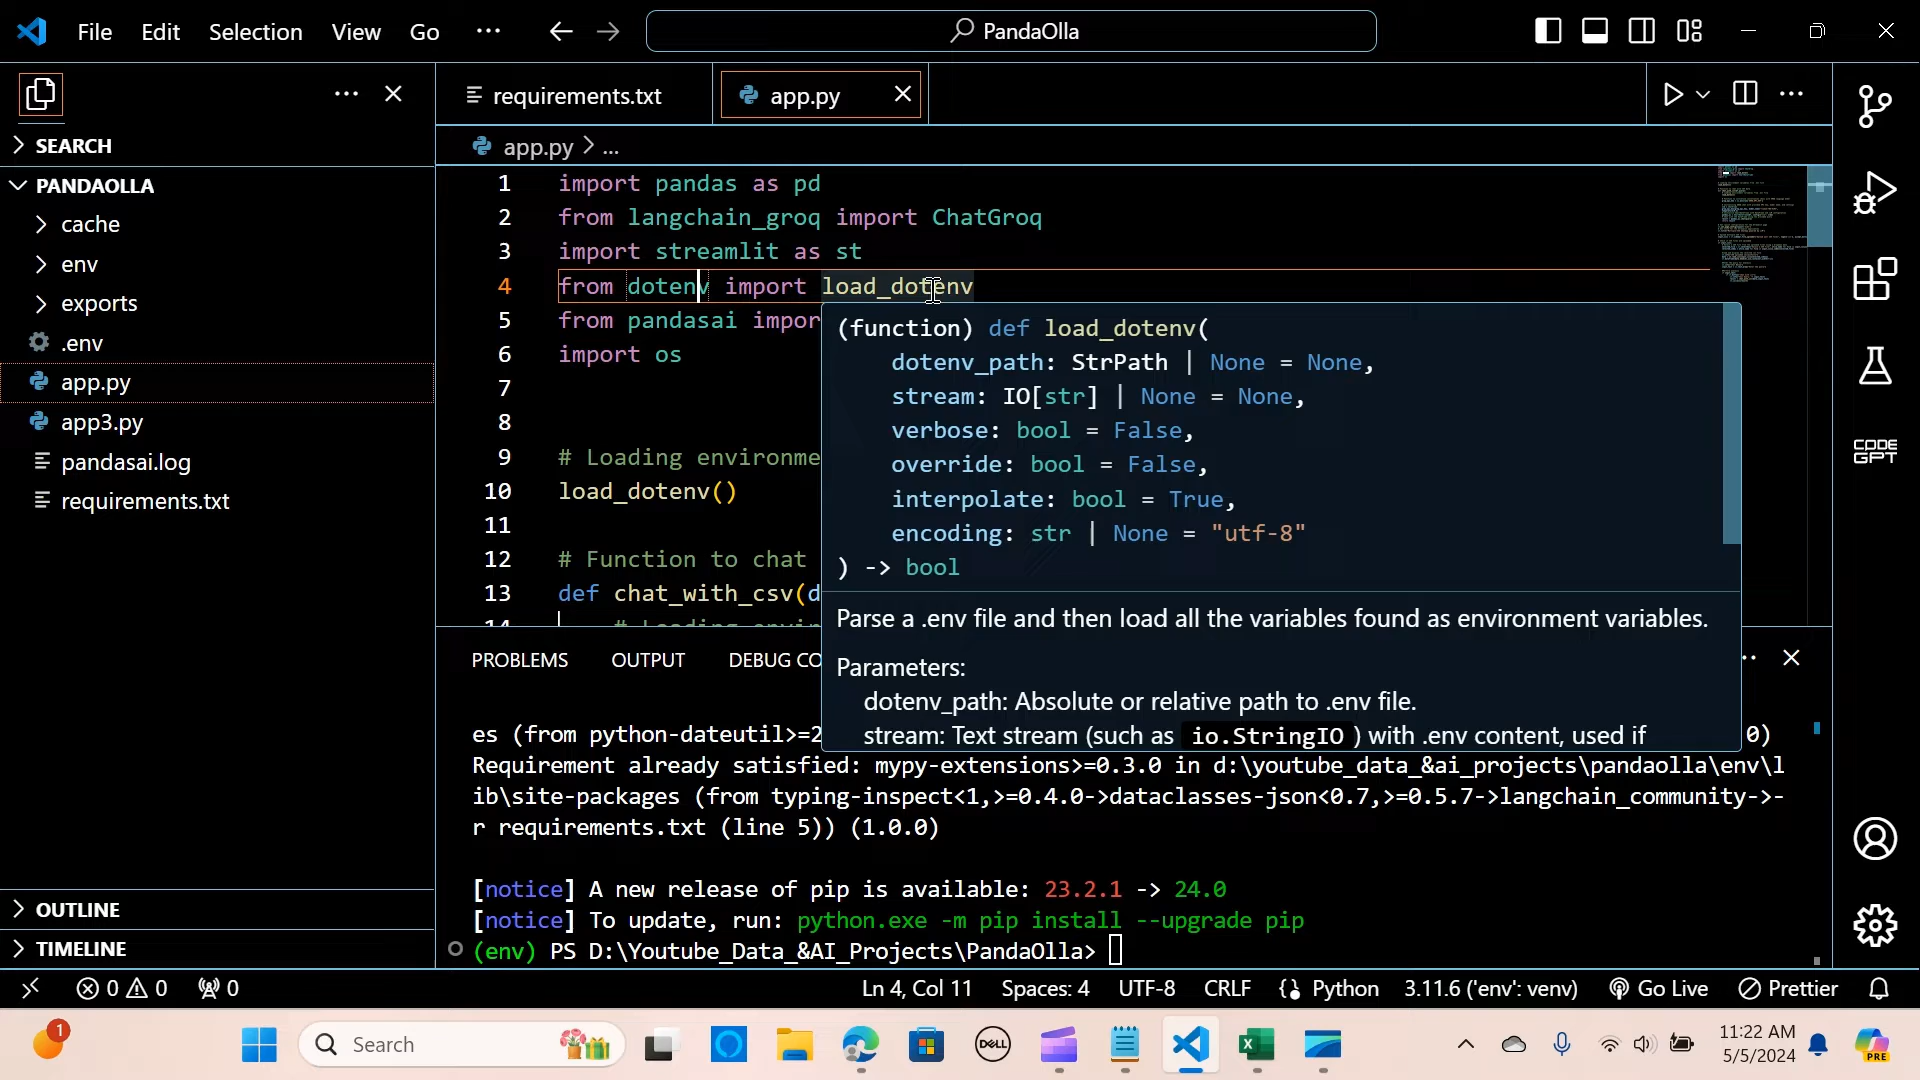 File Edit Selection View Go ··· PandaOlla
requirements.txt app.py
SEARCH
PANDAOLLA
cache
env
exports
.env
app.py
app3.py
pandasai.log
requirements.txt
OUTLINE
TIMELINE
app.py > ...
1 import pandas as pd
2 from langchain_groq import ChatGroq
3 import streamlit as st
4 from dotenv import load_dotenv
5 from pandasai impor
6 import os
7
8
9 # Loading environme
10 load_dotenv()
11
12 # Function to chat
13 def chat_with_csv(d
14
(function) def load_dotenv(
dotenv_path: StrPath | None = None,
stream: IO[str] | None = None,
verbose: bool = False,
override: bool = False,
interpolate: bool = True,
encoding: str | None = "utf-8"
) -> bool
Parse a .env file and then load all the variables found as environment variables.
Parameters:
dotenv_path: Absolute or relative path to .env file.
stream: Text stream (such as io.StringIO) with .env content, used if
PROBLEMS OUTPUT DEBUG CO
es (from python-dateutil>=2 0)
Requirement already satisfied: mypy-extensions>=0.3.0 in d:\youtube_data_&ai_projects\pandaolla\env\l
ib\site-packages (from typing-inspect<1,>=0.4.0->dataclasses-json<0.7,>=0.5.7->langchain_community->-
r requirements.txt (line 5)) (1.0.0)
[notice] A new release of pip is available: 23.2.1 -> 24.0
[notice] To update, run: python.exe -m pip install --upgrade pip
(env) PS D:\Youtube_Data_&AI_Projects\PandaOlla>
CODE
GPT
0 0 0 Ln 4, Col 11 Spaces: 4 UTF-8 CRLF Python 3.11.6 ('env': venv) Go Live Prettier
1 Search DELL 11:22 AM
5/5/2024
PRE